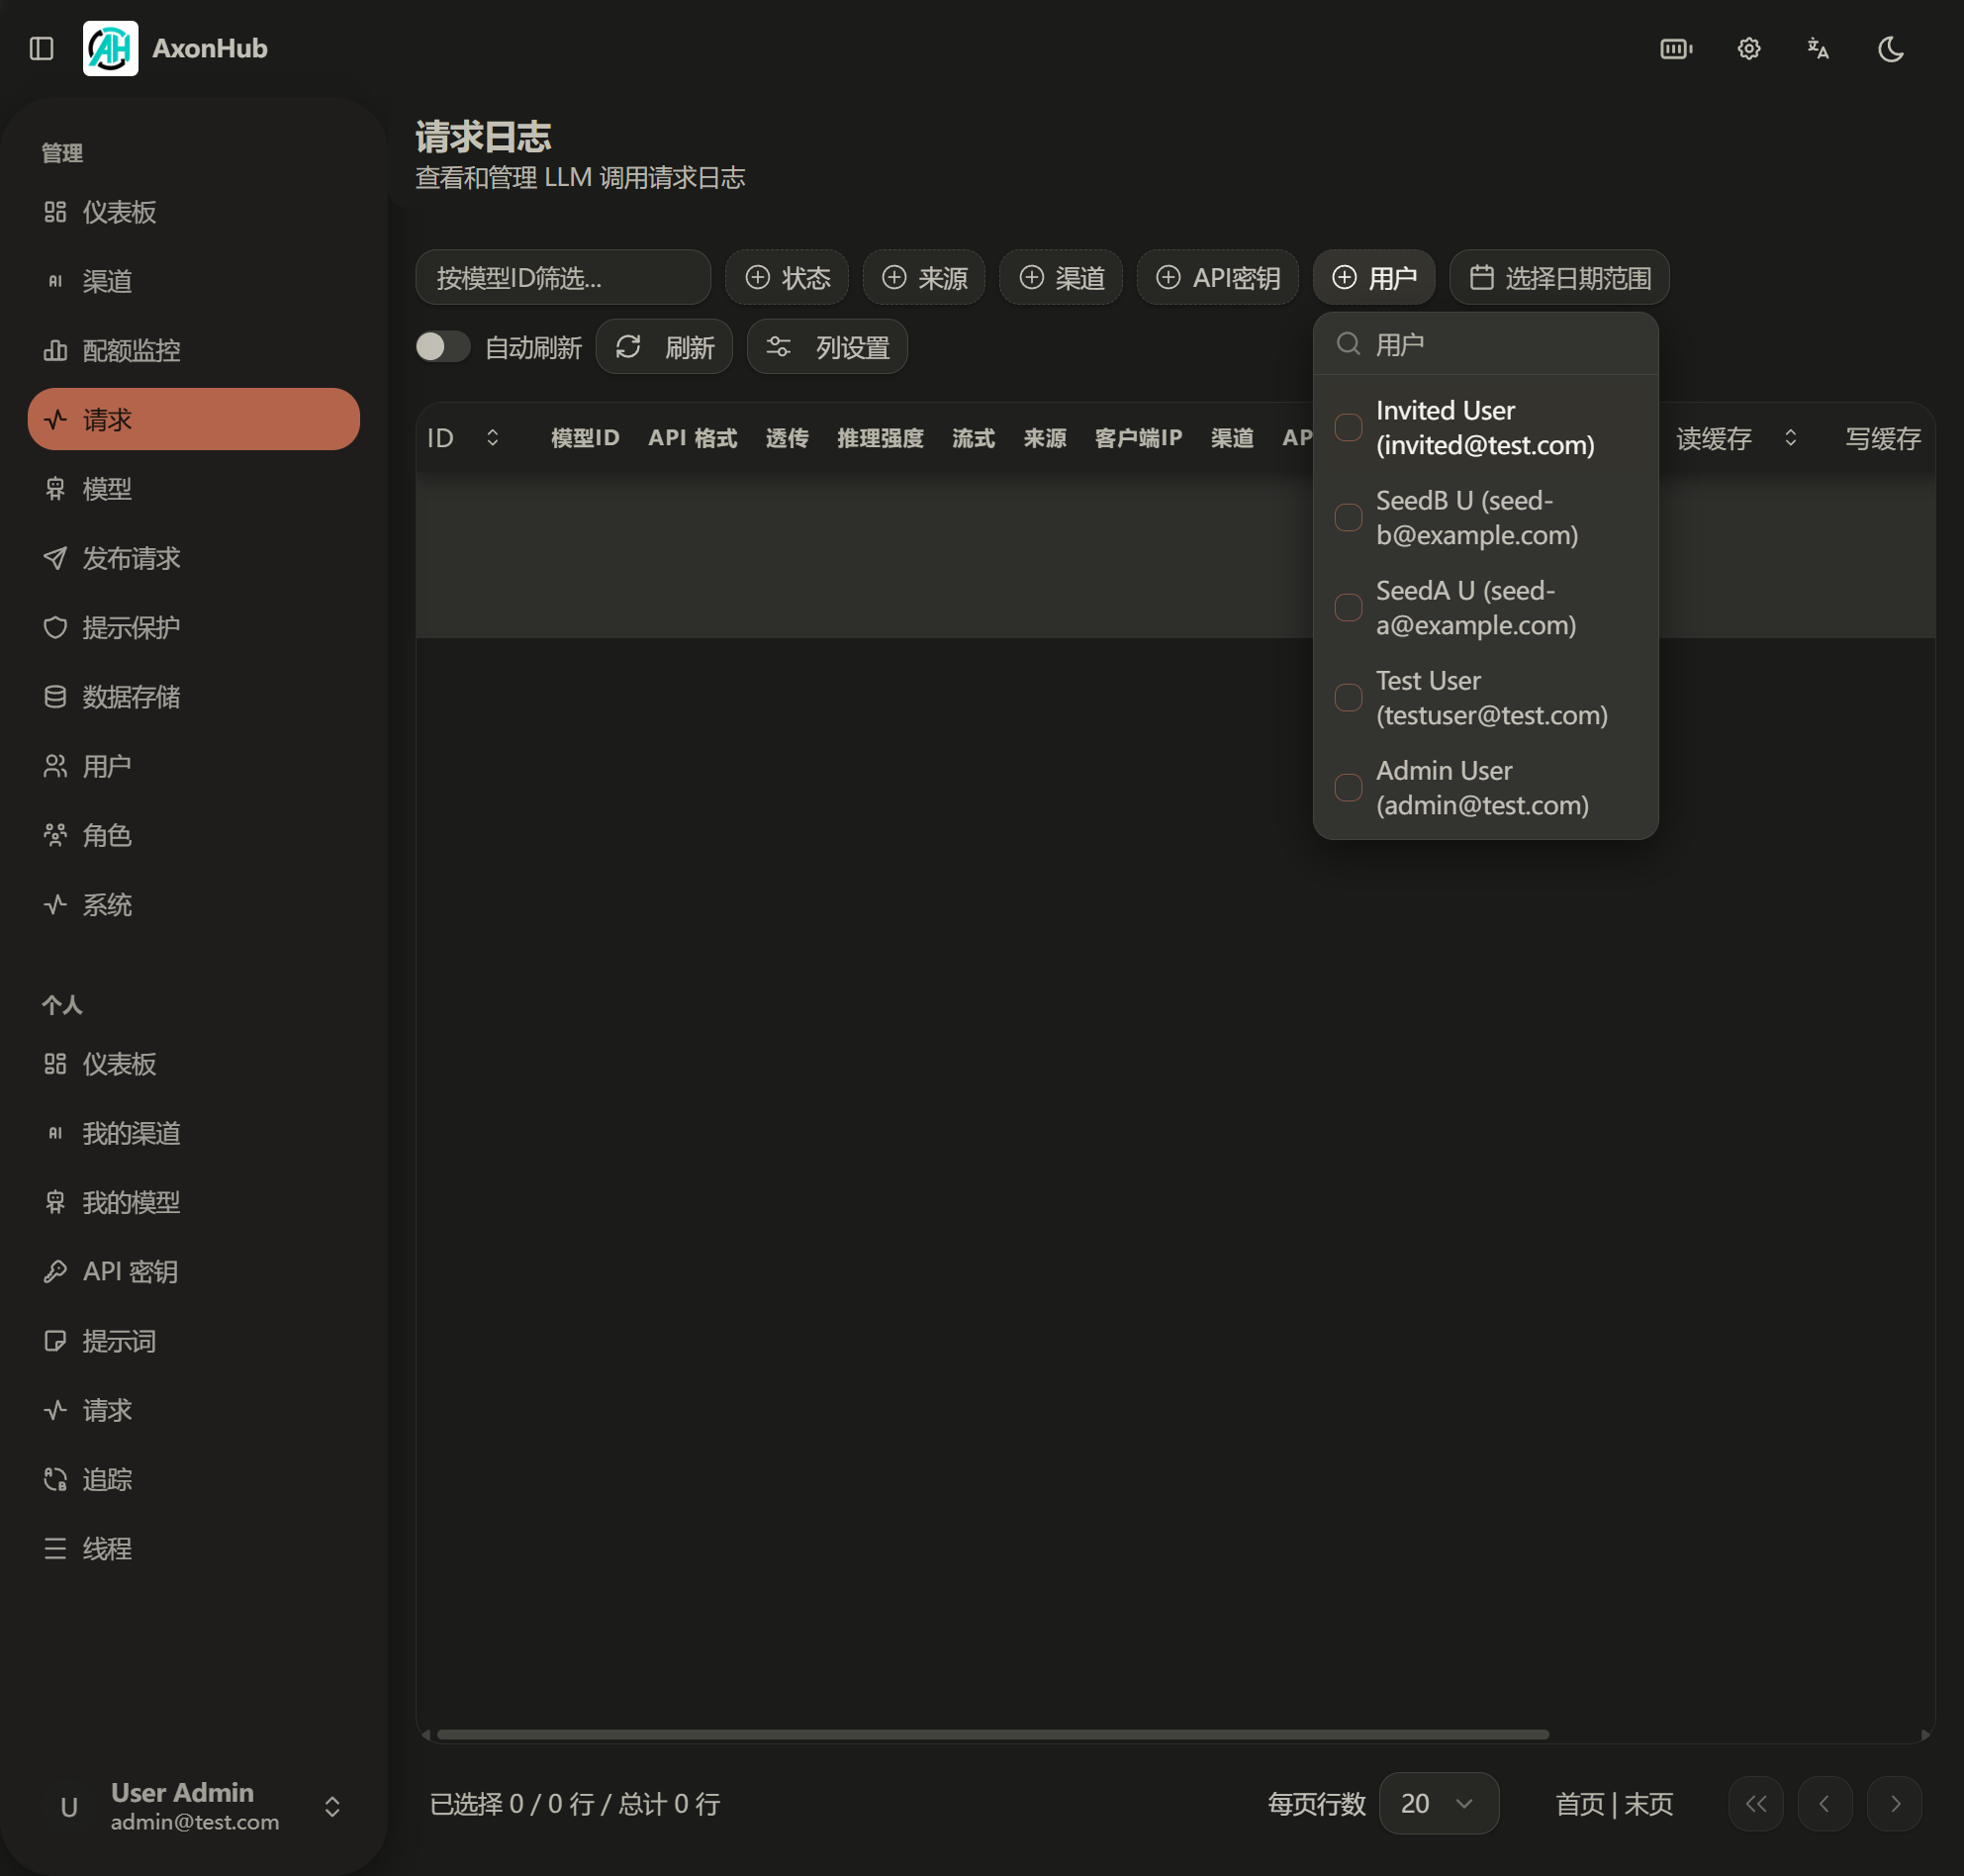 AxonHub
管理
仪表板
AI 渠道
配额监控
请求
模型
发布请求
提示保护
数据存储
用户
角色
系统
个人
仪表板
AI 我的渠道
我的模型
API 密钥
提示词
请求
追踪
线程
U
User Admin
admin@test.com
请求日志
查看和管理 LLM 调用请求日志
按模型ID筛选...
状态
来源
渠道
API密钥
用户
选择日期范围
自动刷新
刷新
列设置
ID 模型ID API 格式 透传 推理强度 流式 来源 客户端IP 渠道 AP 读缓存 写缓存
用户
Invited User
(invited@test.com)
SeedB U (seed-
b@example.com)
SeedA U (seed-
a@example.com)
Test User
(testuser@test.com)
Admin User
(admin@test.com)
已选择 0 / 0 行 / 总计 0 行
每页行数 20
首页 | 末页